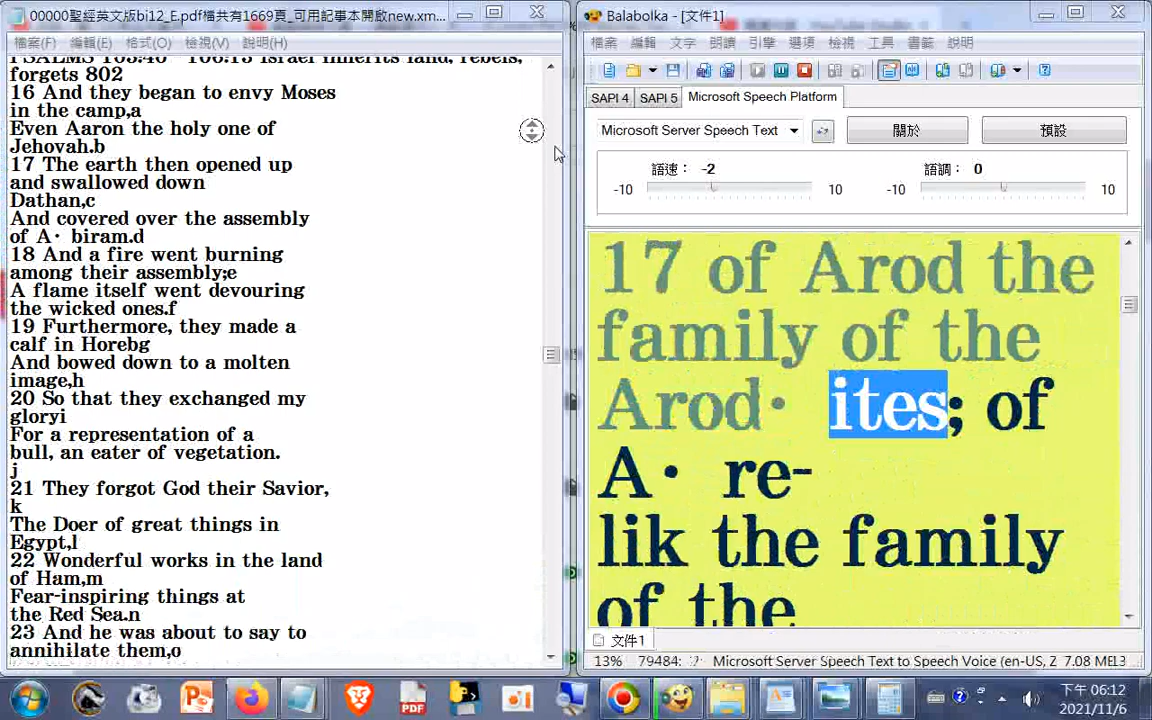 00000聖經英文版bi12_E.pdf檔共有1669頁_可用記事本開啟new.xm...
檔案(F) 編輯(E) 格式(O) 檢視(V) 說明(H)
PSALMS 105:40 106:15 Israel inherits land, rebels,
forgets 802
16 And they began to envy Moses
in the camp,a
Even Aaron the holy one of
Jehovah.b
17 The earth then opened up
and swallowed down
Dathan,c
And covered over the assembly
of A· biram.d
18 And a fire went burning
among their assembly;e
A flame itself went devouring
the wicked ones.f
19 Furthermore, they made a
calf in Horebg
And bowed down to a molten
image,h
20 So that they exchanged my
gloryi
For a representation of a
bull, an eater of vegetation.
j
21 They forgot God their Savior,
k
The Doer of great things in
Egypt,l
22 Wonderful works in the land
of Ham,m
Fear-inspiring things at
the Red Sea.n
23 And he was about to say to
annihilate them,o
Balabolka - [文件1]
檔案 編輯 文字 朗讀 引擎 選項 檢視 工具 書籤 說明
SAPI 4 SAPI 5 Microsoft Speech Platform
Microsoft Server Speech Text 關於 預設
語速: -2 語調: 0
-10 10 -10 10
17 of Arod the
family of the
Arod· ites; of
A· re-
lik the family
of the
文件1
13% 79484: ? Microsoft Server Speech Text to Speech Voice (en-US, Z 7.08 ME13
下午 06:12
2021/11/6